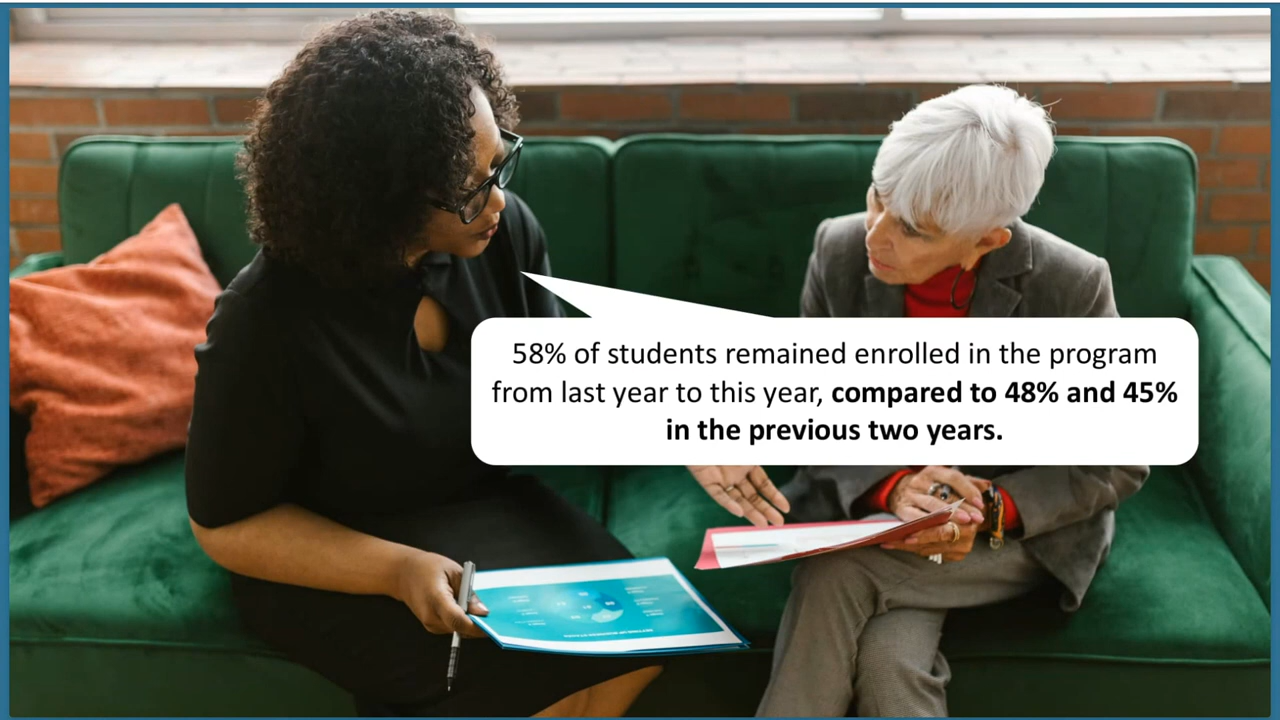 58% of students remained enrolled in the program
from last year to this year, compared to 48% and 45%
in the previous two years.